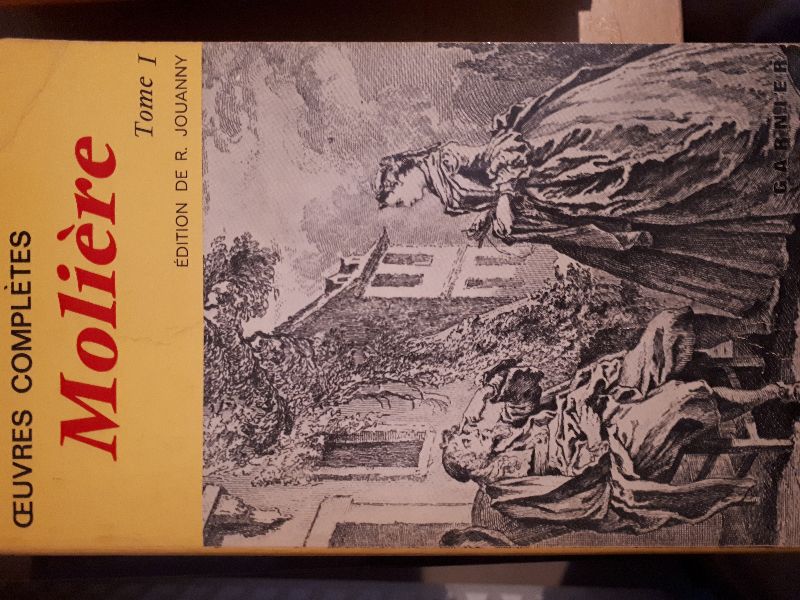 ŒUVRES COMPLÈTES
Molière
Tome I
ÉDITION DE R. JOUANNY
GARNIER